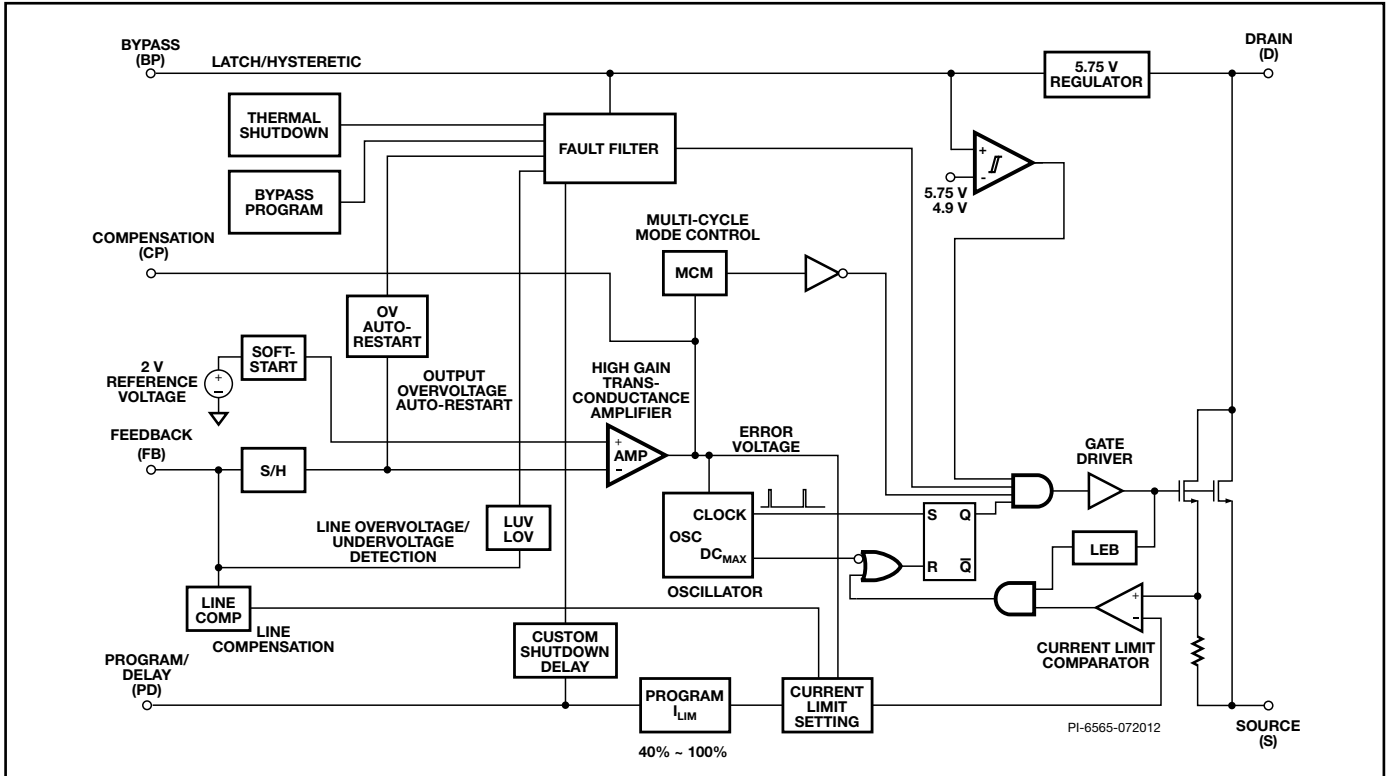 BYPASS
(BP)
LATCH/HYSTERETIC
5.75 V
REGULATOR
DRAIN
(D)
THERMAL
SHUTDOWN
FAULT FILTER
+
-
5.75 V
4.9 V
BYPASS
PROGRAM
COMPENSATION
(CP)
MULTI-CYCLE
MODE CONTROL
MCM
OV
AUTO-
RESTART
SOFT-
START
2 V
REFERENCE
VOLTAGE
+
–
OUTPUT
OVERVOLTAGE
AUTO-RESTART
HIGH GAIN
TRANS-
CONDUCTANCE
AMPLIFIER
FEEDBACK
(FB)
S/H
+
AMP
–
ERROR
VOLTAGE
GATE
DRIVER
LINE OVERVOLTAGE/
UNDERVOLTAGE
DETECTION
LUV
LOV
CLOCK
OSC
DCMAX
OSCILLATOR
S Q
R Q̅
LEB
LINE
COMP
LINE
COMPENSATION
+
–
CURRENT LIMIT
COMPARATOR
PROGRAM/
DELAY
(PD)
CUSTOM
SHUTDOWN
DELAY
PROGRAM
ILIM
40% ~ 100%
CURRENT
LIMIT
SETTING
PI-6565-072012
SOURCE
(S)